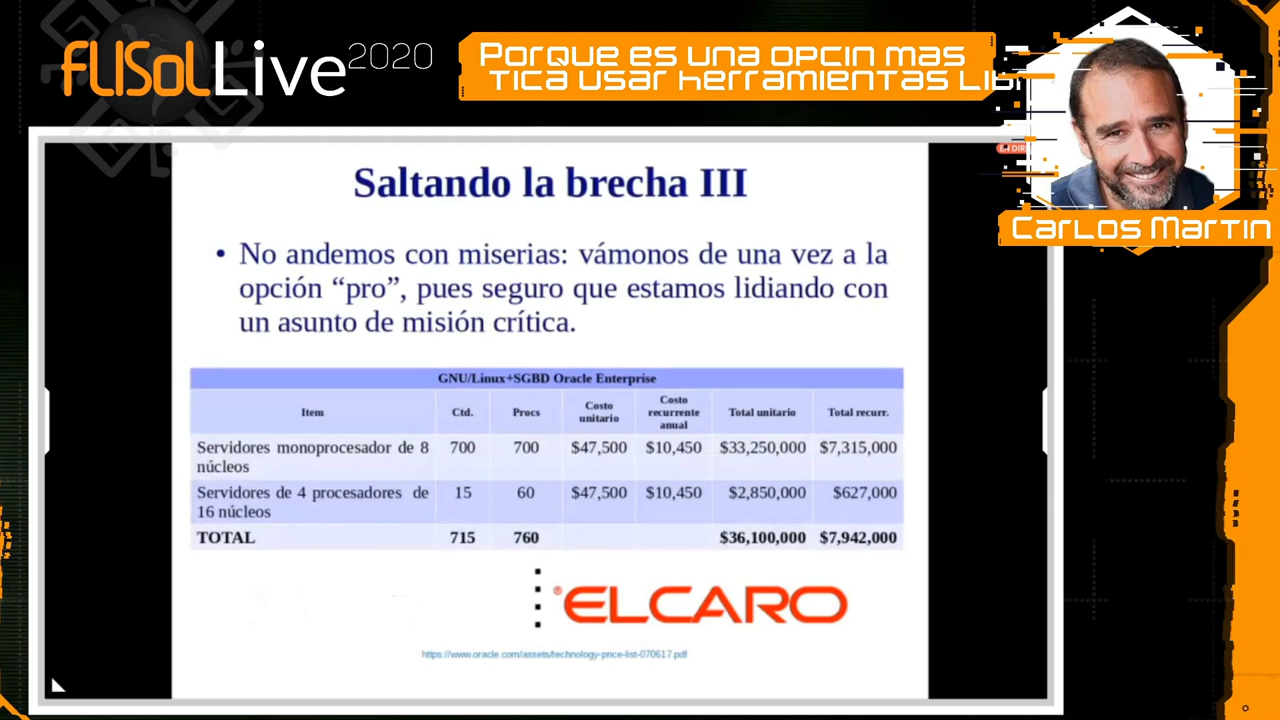 FLISoLLive2020
Porque es una opcin mas
tica usar herramientas
EN
Carlos Martin
Saltando la brecha III
• No andemos con miserias: vámonos de una vez a la
opción “pro”, pues seguro que estamos lidiando con
un asunto de misión crítica.
GNU/Linux+SGBD Oracle Enterprise
Item Ctd. Procs Costo unitario Costo recurrente anual Total unitario Total recurr.
Servidores monoprocesador de 8 núcleos 700 700 $47,500 $10,450 $33,250,000 $7,315,000
Servidores de 4 procesadores de 16 núcleos 15 60 $47,500 $10,450 $2,850,000 $627,000
TOTAL 715 760 $36,100,000 $7,942,000
®ELCARO
https://www.oracle.com/assets/technology-price-list-070617.pdf